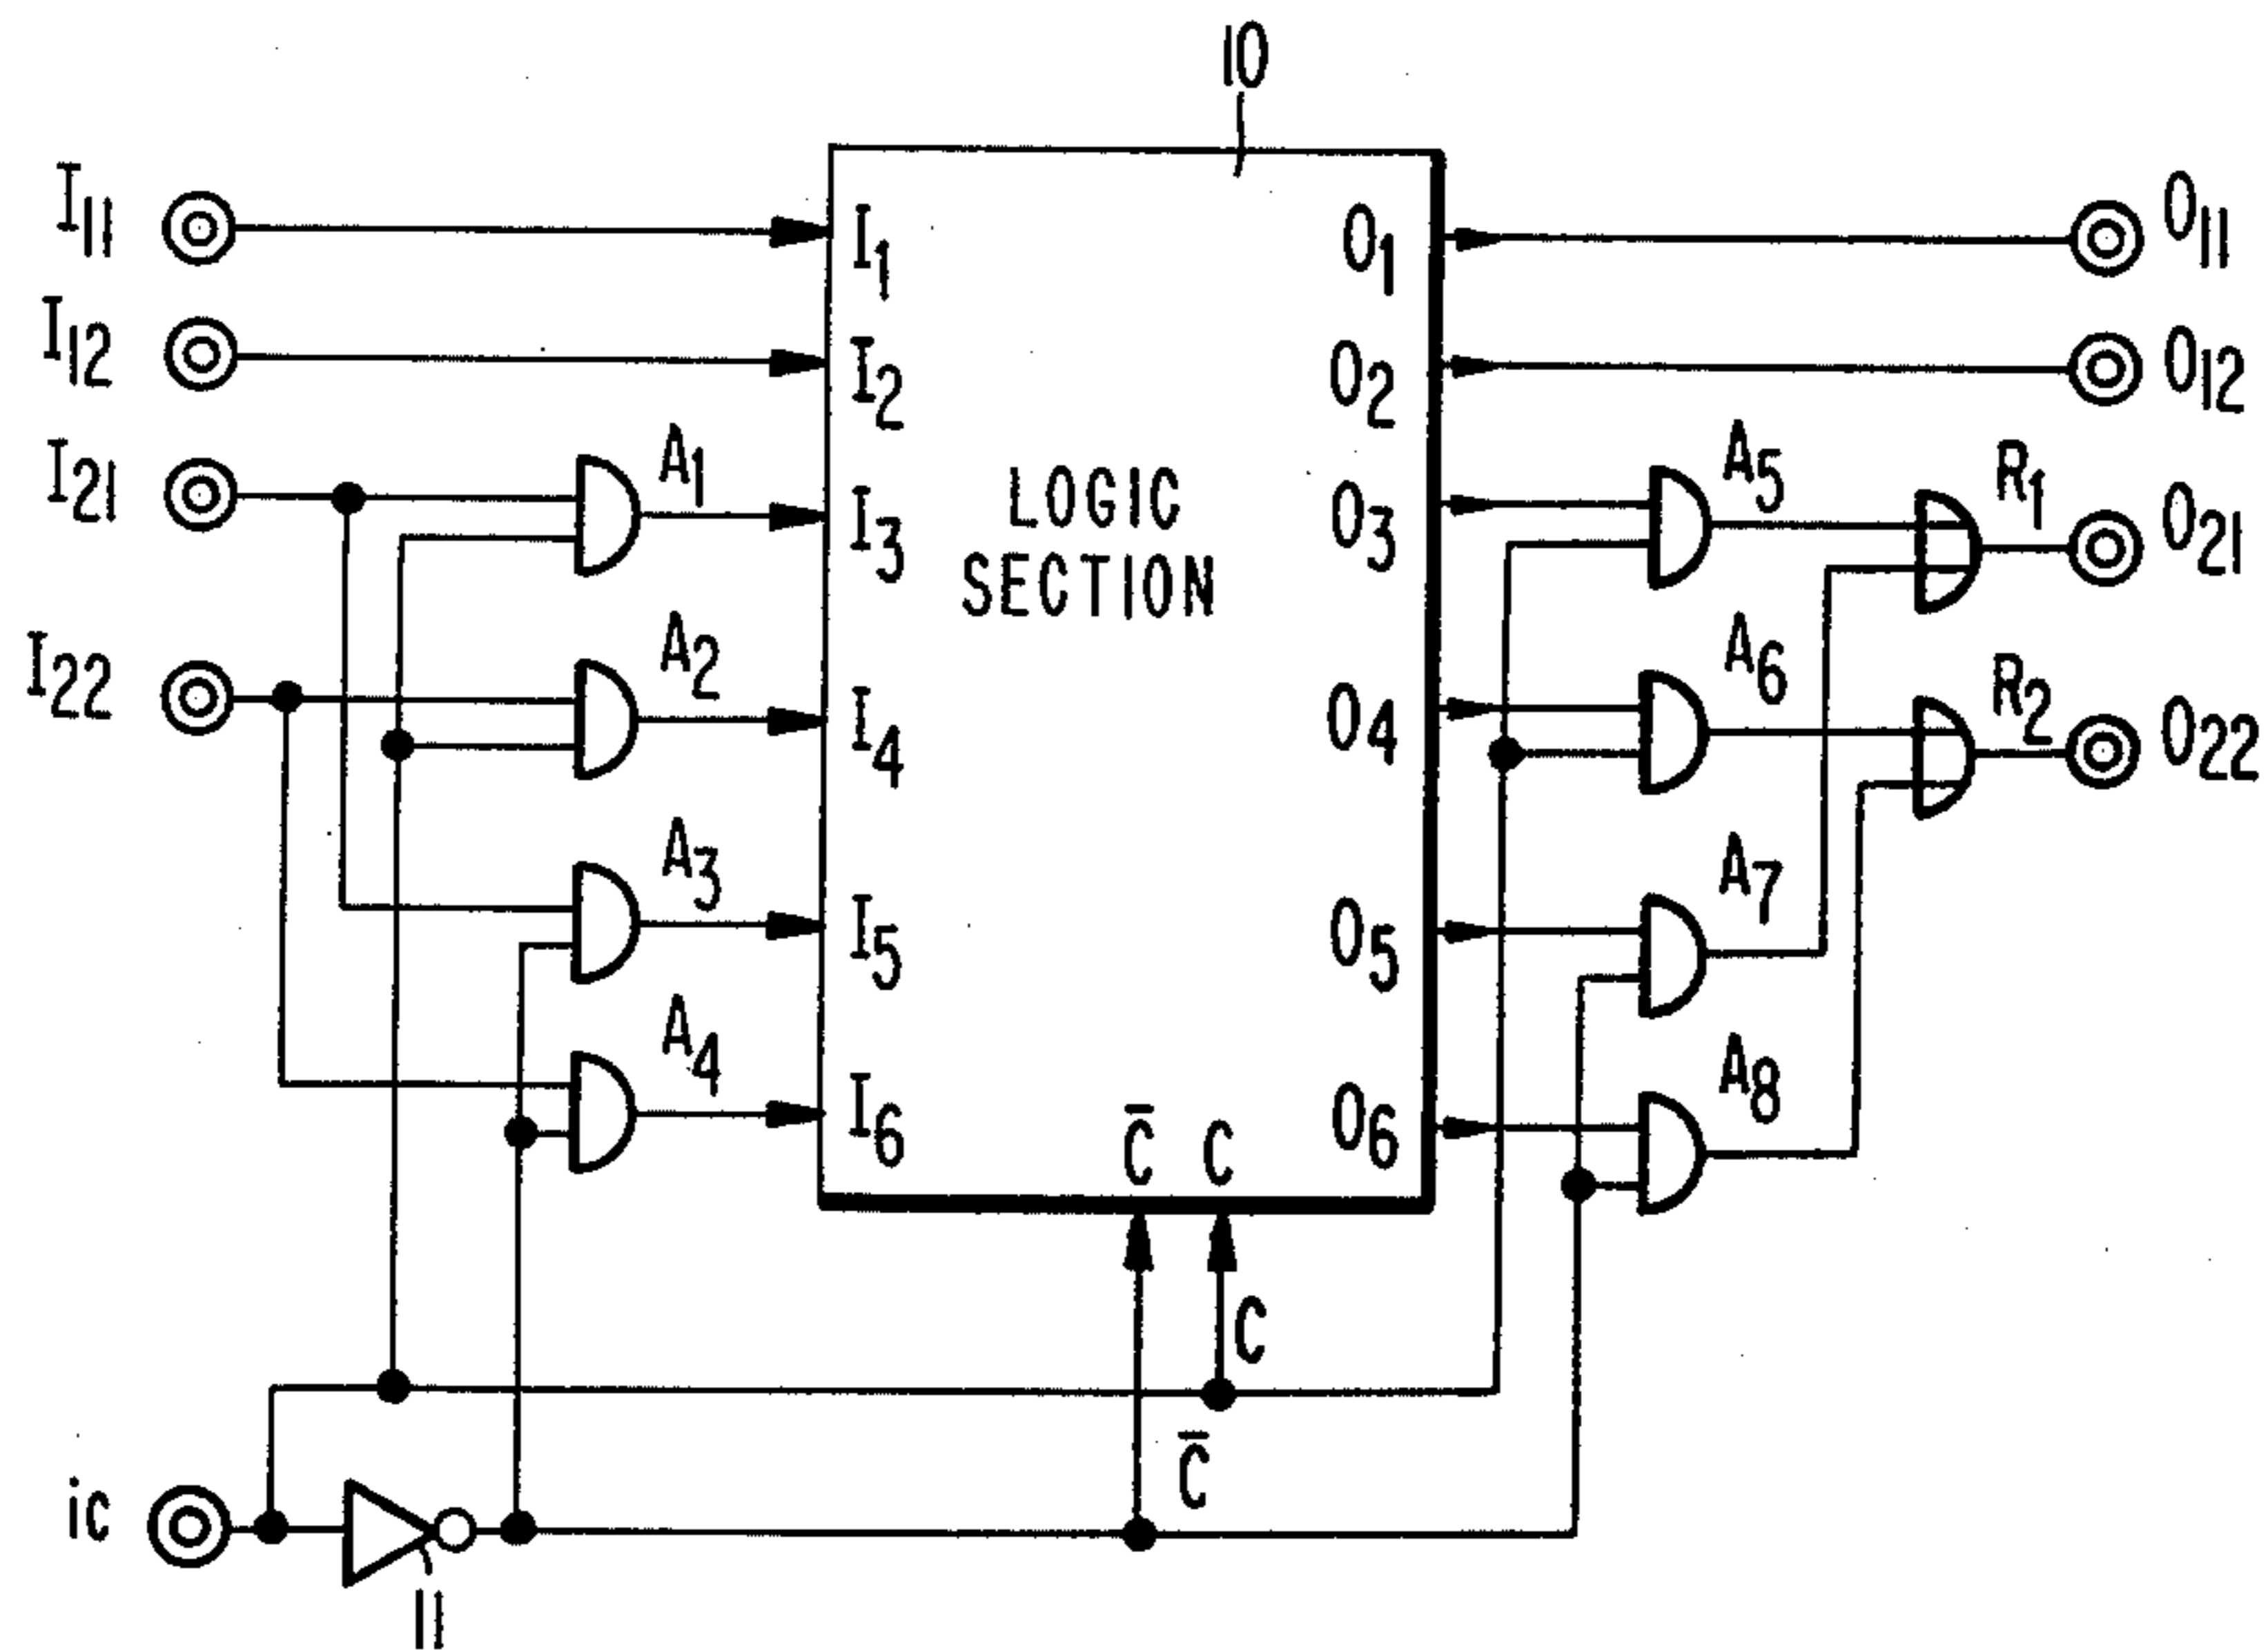 10
I11
I1
O1
O11
I12
I2
O2
O12
I21
A1
I3
LOGIC
SECTION
O3
A5
R1
O21
I22
A2
I4
O4
A6
R2
O22
A3
I5
O5
A7
A4
I6
C̅ C
O6
A8
C
C̅
ic
11